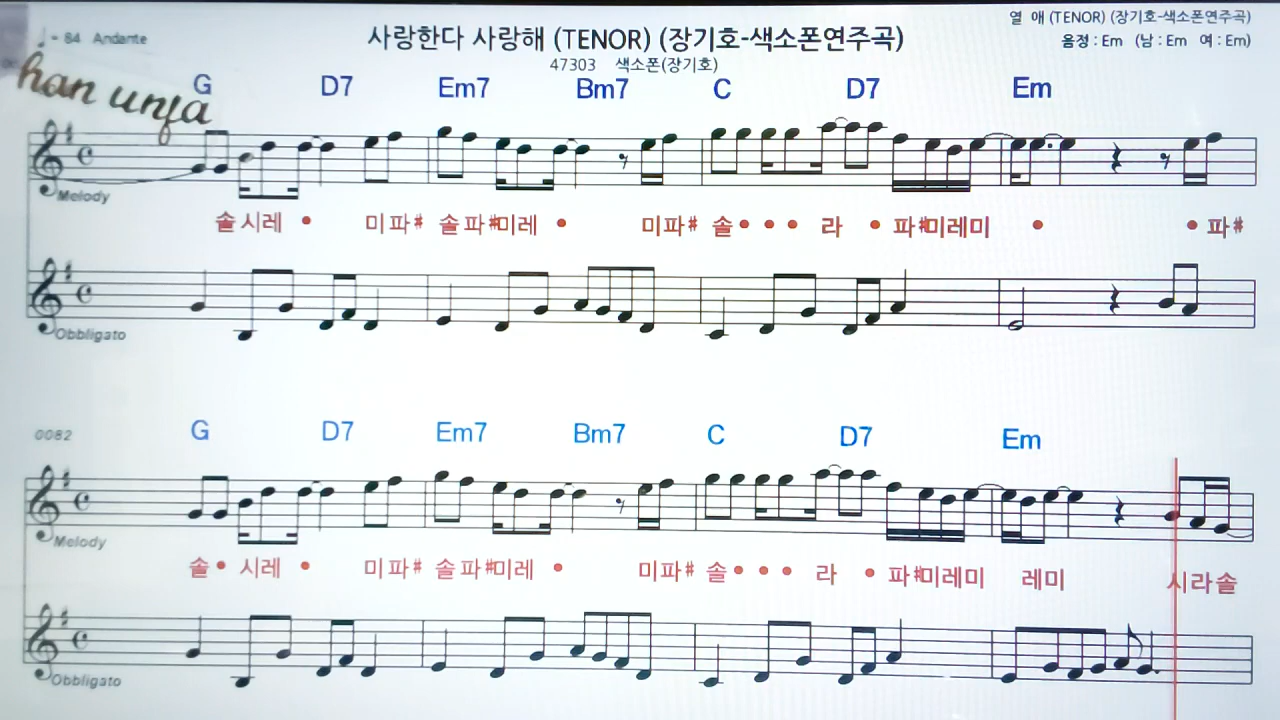 열 애 (TENOR) (장기호-색소폰연주곡)
♩= 84 Andante
사랑한다 사랑해 (TENOR) (장기호-색소폰연주곡)
음정 : Em (남 : Em 여 : Em)
47303 색소폰(장기호)
han unfa
G D7 Em7 Bm7 C D7 Em
Melody
솔 시레 • 미파# 솔파#미레 • 미파# 솔• • • 라 • 파#미레미 • • 파#
Obbligato
0082 G D7 Em7 Bm7 C D7 Em
Melody
솔• 시레 • 미파# 솔파#미레 • 미파# 솔• • • 라 • 파#미레미 레미 시라솔
Obbligato